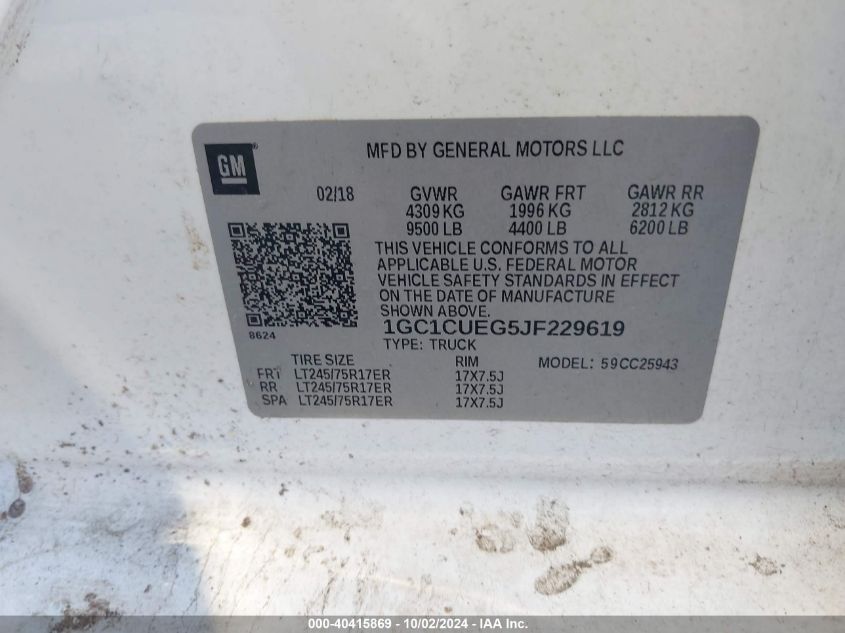 GM
MFD BY GENERAL MOTORS LLC
02/18 GVWR GAWR FRT GAWR RR
4309 KG 1996 KG 2812 KG
9500 LB 4400 LB 6200 LB
THIS VEHICLE CONFORMS TO ALL
APPLICABLE U.S. FEDERAL MOTOR
VEHICLE SAFETY STANDARDS IN EFFECT
ON THE DATE OF MANUFACTURE
SHOWN ABOVE.
8624 1GC1CUEG5JF229619
TYPE: TRUCK
TIRE SIZE RIM MODEL: 59CC25943
FRT LT245/75R17ER 17X7.5J
RR LT245/75R17ER 17X7.5J
SPA LT245/75R17ER 17X7.5J
000-40415869 - 10/02/2024 - IAA Inc.